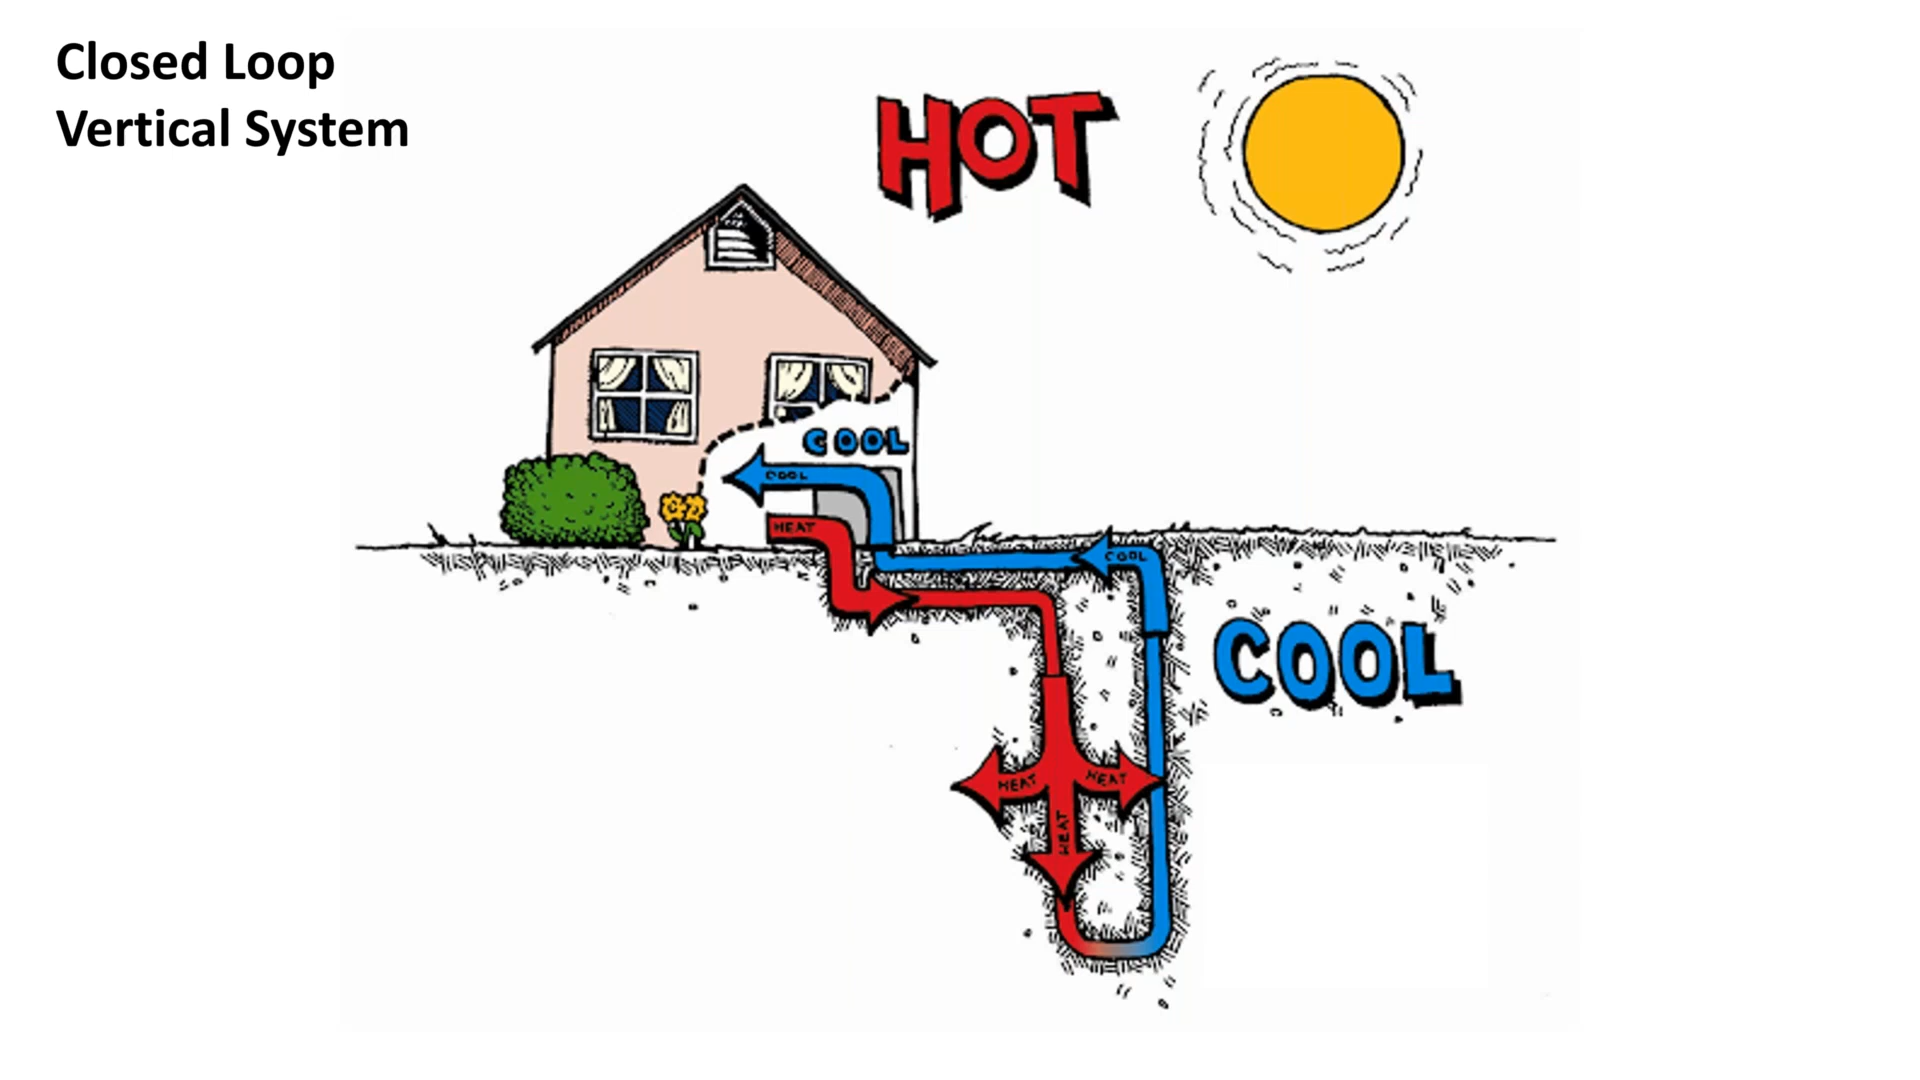 Closed Loop
Vertical System
HOT
COOL
COOL
HEAT
COOL
COOL
HEAT
HEAT
HEAT